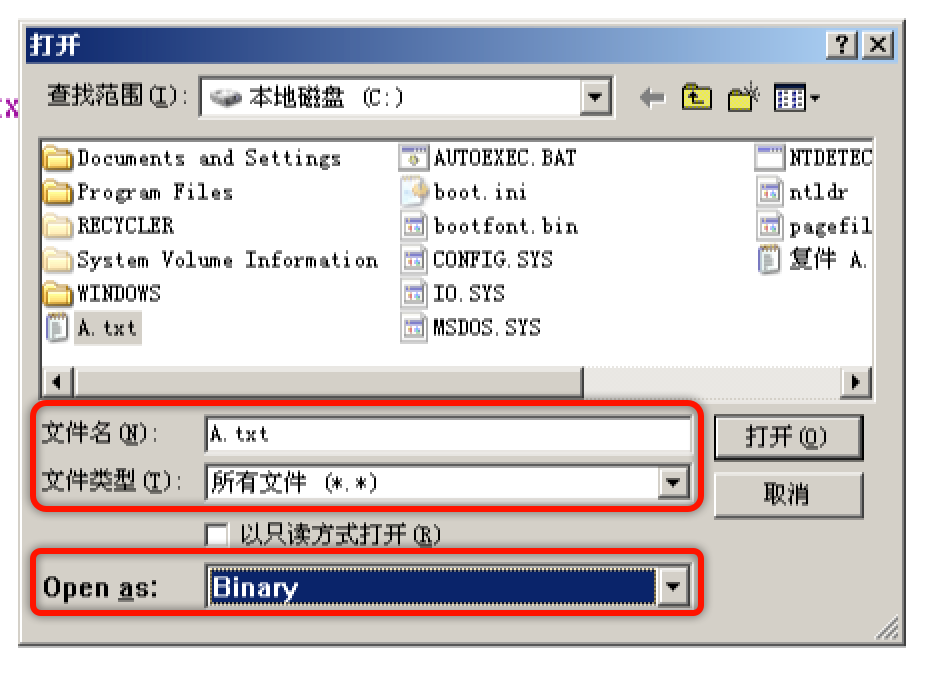 打开
IX
查找范围(I): 本地磁盘 (C:)
Documents and Settings
Program Files
RECYCLER
System Volume Information
WINDOWS
A.txt
AUTOEXEC.BAT
boot.ini
bootfont.bin
CONFIG.SYS
IO.SYS
MSDOS.SYS
NTDETEC
ntldr
pagefil
复件 A.
文件名(N): A.txt
打开(O)
文件类型(T): 所有文件 (*.*)
取消
以只读方式打开(R)
Open as: Binary